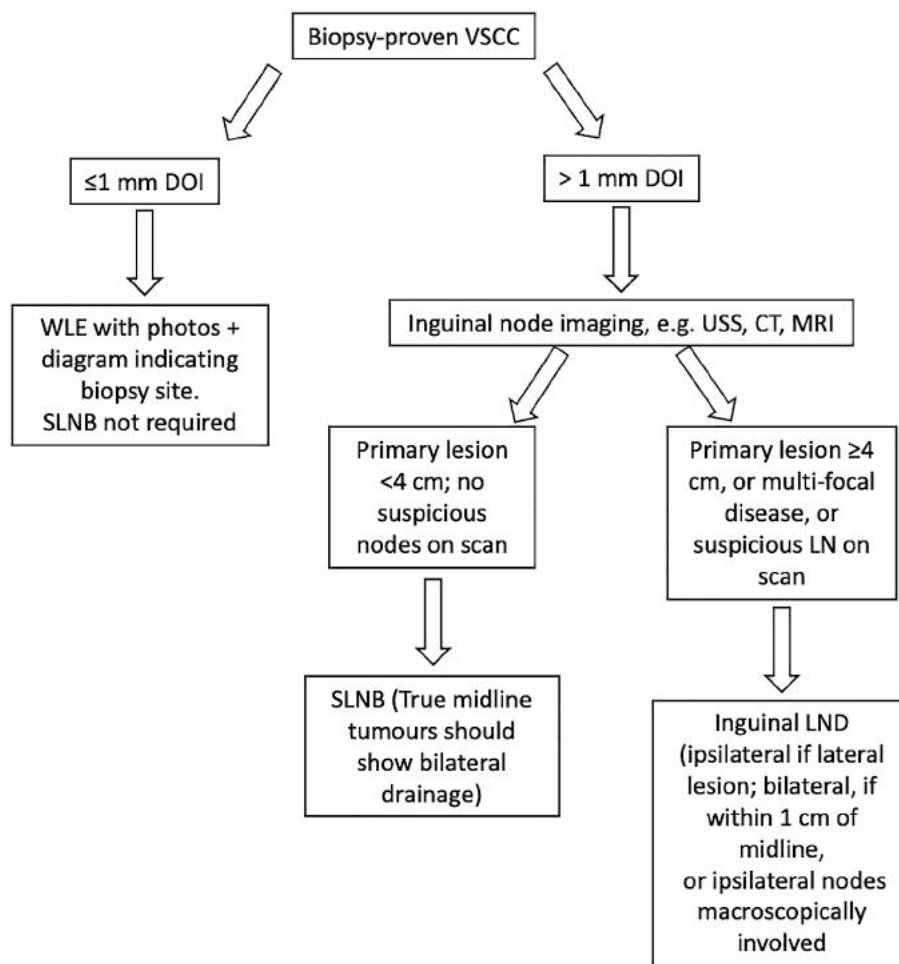 Biopsy-proven VSCC
≤1 mm DOI
> 1 mm DOI
WLE with photos +
diagram indicating
biopsy site.
SLNB not required
Inguinal node imaging, e.g. USS, CT, MRI
Primary lesion
<4 cm; no
suspicious
nodes on scan
Primary lesion ≥4
cm, or multi-focal
disease, or
suspicious LN on
scan
SLNB (True midline
tumours should
show bilateral
drainage)
Inguinal LND
(ipsilateral if lateral
lesion; bilateral, if
within 1 cm of
midline,
or ipsilateral nodes
macroscopically
involved